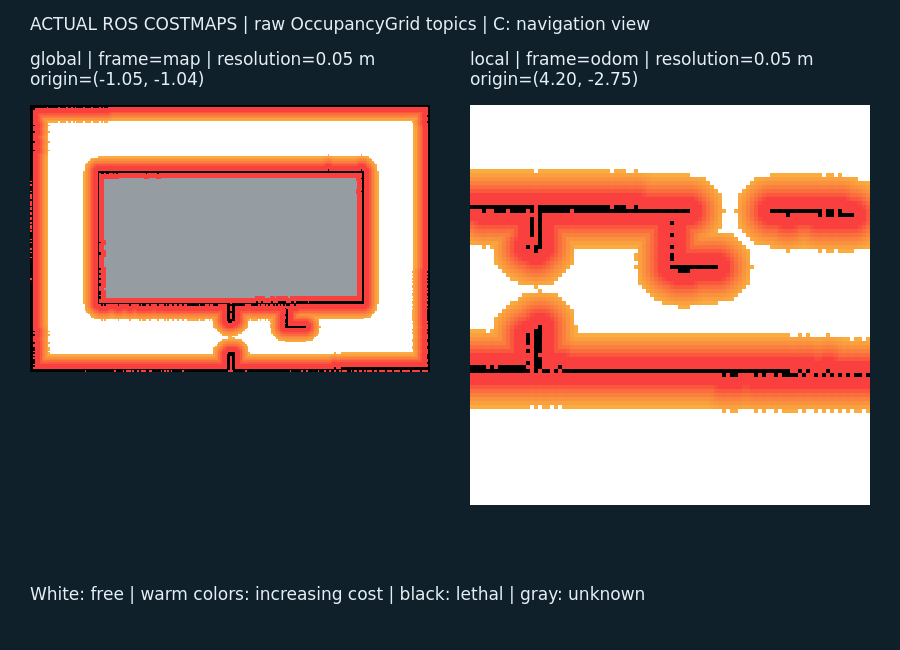 ACTUAL ROS COSTMAPS | raw OccupancyGrid topics | C: navigation view
global | frame=map | resolution=0.05 m
origin=(-1.05, -1.04)
local | frame=odom | resolution=0.05 m
origin=(4.20, -2.75)
White: free | warm colors: increasing cost | black: lethal | gray: unknown